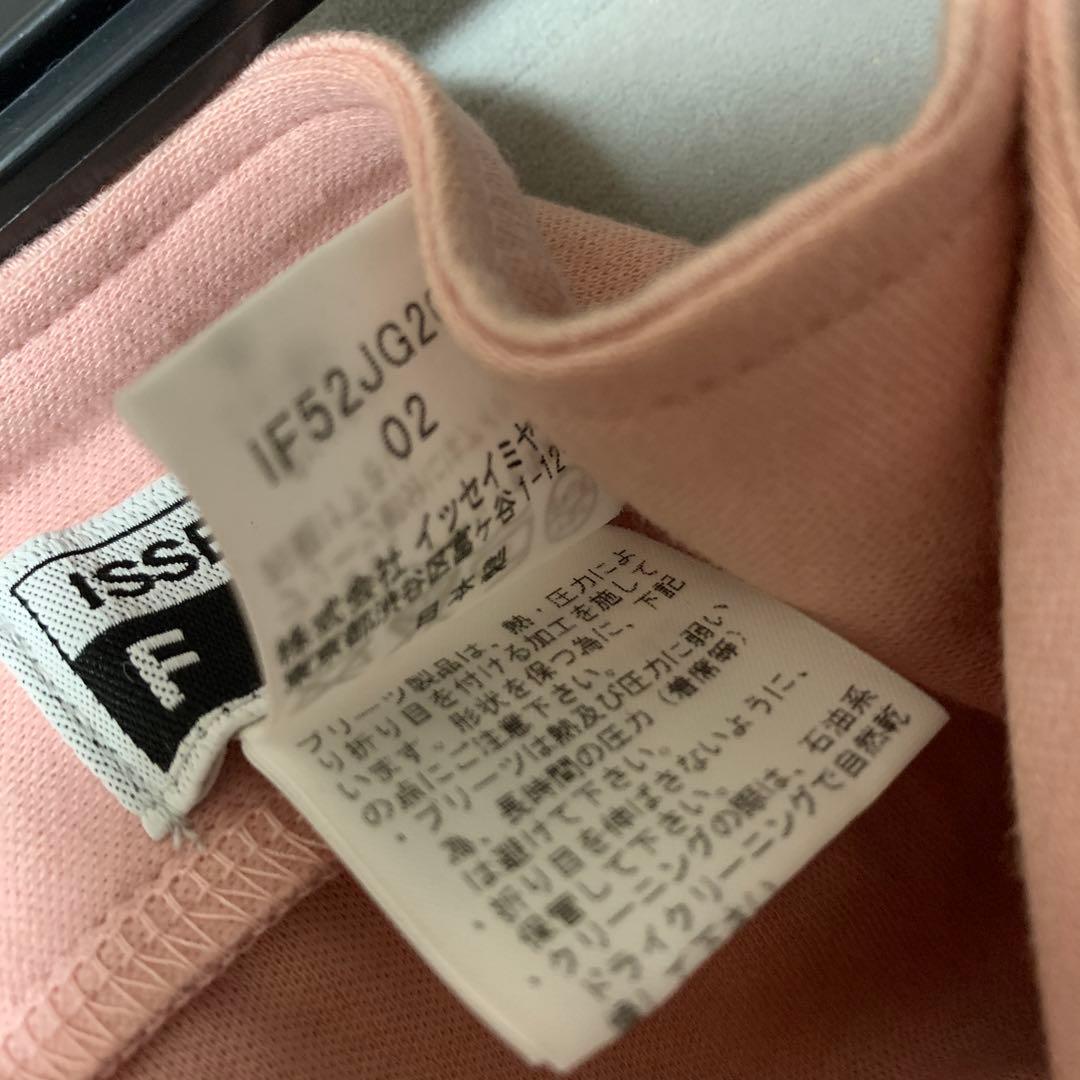 ISSE
F
IF52JG20
02
株式会社 イッセイミヤ
東京都渋谷区富ヶ谷1-12
日本製
プリーツ製品は、熱・圧力によ
り折り目を付ける加工を施して
います。形状を保つ為に、下記
の点にご注意下さい。
・プリーツは熱及び圧力に弱い
為、長時間の圧力（着席等）
は避けて下さい。
・折り目を伸ばさないように、
保管して下さい。
・クリーニングの際は、石油系
ドライクリーニングで自然乾
下さい